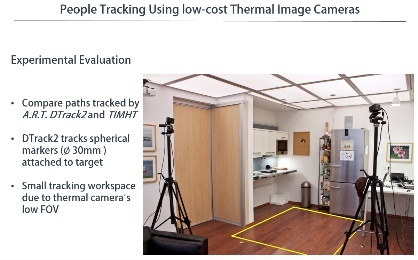 People Tracking Using low-cost Thermal Image Cameras
Experimental Evaluation
• Compare paths tracked by
A.R.T. DTrack2 and TIMHT
• DTrack2 tracks spherical
markers (ø 30mm )
attached to target
• Small tracking workspace
due to thermal camera's
low FOV